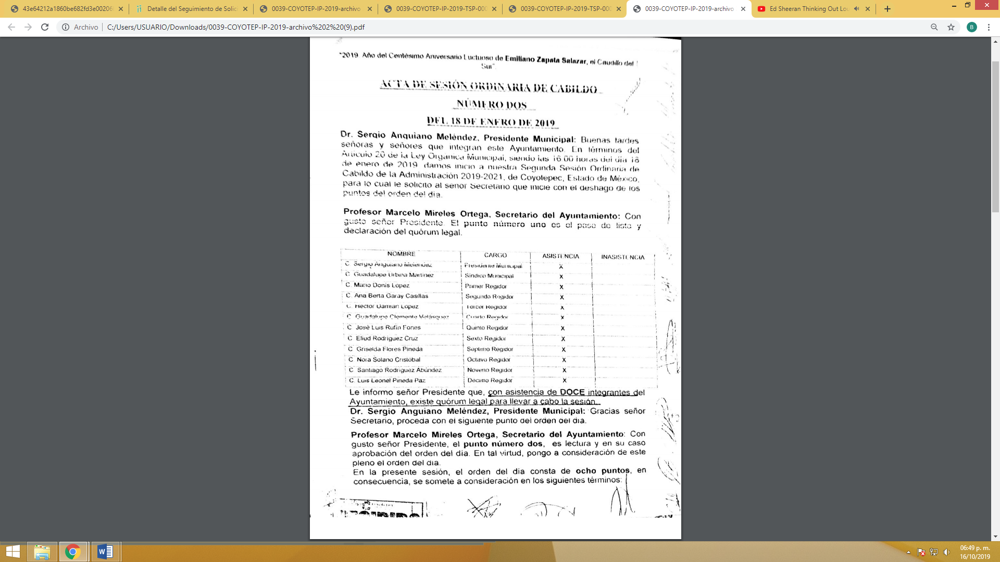 43e64212a1860be682fd3e00206
Detalle del Seguimiento de Solic
0039-COYOTEP-IP-2019-archivo
0039-COYOTEP-IP-2019-TSP-000
0039-COYOTEP-IP-2019-TSP-000
0039-COYOTEP-IP-2019-archivo
Ed Sheeran Thinking Out Lou
Archivo
C:/Users/USUARIO/Downloads/0039-COYOTEP-IP-2019-archivo%202%20(9).pdf
B
"2019 Año del Centésimo Aniversario Luctuoso de Emiliano Zapata Salazar, el Caudillo del
Sur".
ACTA DE SESIÓN ORDINARIA DE CABILDO
NÚMERO DOS
DEL 18 DE ENERO DE 2019
Dr. Sergio Anguiano Meléndez, Presidente Municipal: Buenas tardes
señoras y señores que integran este Ayuntamiento. En términos del
Artículo 20 de la Ley Orgánica Municipal, siendo las 16:00 horas del día 18
de enero de 2019 damos inicio a nuestra Segunda Sesión Ordinaria de
Cabildo de la Administración 2019-2021, de Coyotepec, Estado de México,
para lo cual le solicito al señor Secretario que inicie con el deshago de los
puntos del orden del día.
Profesor Marcelo Mireles Ortega, Secretario del Ayuntamiento: Con
gusto señor Presidente. El punto número uno es el pase de lista y
declaración del quórum legal.
NOMBRE CARGO ASISTENCIA INASISTENCIA
C. Sergio Anguiano Meléndez Presidente Municipal X
C. Guadalupe Urbina Martínez Síndico Municipal X
C. Mario Donis López Primer Regidor X
C. Ana Berta Garay Casillas Segundo Regidor X
C. Héctor Damián López Tercer Regidor X
C. Guadalupe Clemente Velásquez Cuarto Regidor X
C. José Luis Rufin Fones Quinto Regidor X
C. Eliud Rodríguez Cruz Sexto Regidor X
C. Griselda Flores Pineda Séptimo Regidor X
C. Nora Solano Cristóbal Octavo Regidor X
C. Santiago Rodríguez Abúndez Noveno Regidor X
C. Luis Leonel Pineda Paz Décimo Regidor X
Le informo señor Presidente que, con asistencia de DOCE integrantes del
Ayuntamiento, existe quórum legal para llevar a cabo la sesión.
Dr. Sergio Anguiano Meléndez, Presidente Municipal: Gracias señor
Secretario, proceda con el siguiente punto del orden del día.
Profesor Marcelo Mireles Ortega, Secretario del Ayuntamiento: Con
gusto señor Presidente, el punto número dos, es lectura y en su caso
aprobación del orden del día. En tal virtud, pongo a consideración de este
pleno el orden del día.
En la presente sesión, el orden del día consta de ocho puntos, en
consecuencia, se somete a consideración en los siguientes términos:
06:49 p. m.
16/10/2019